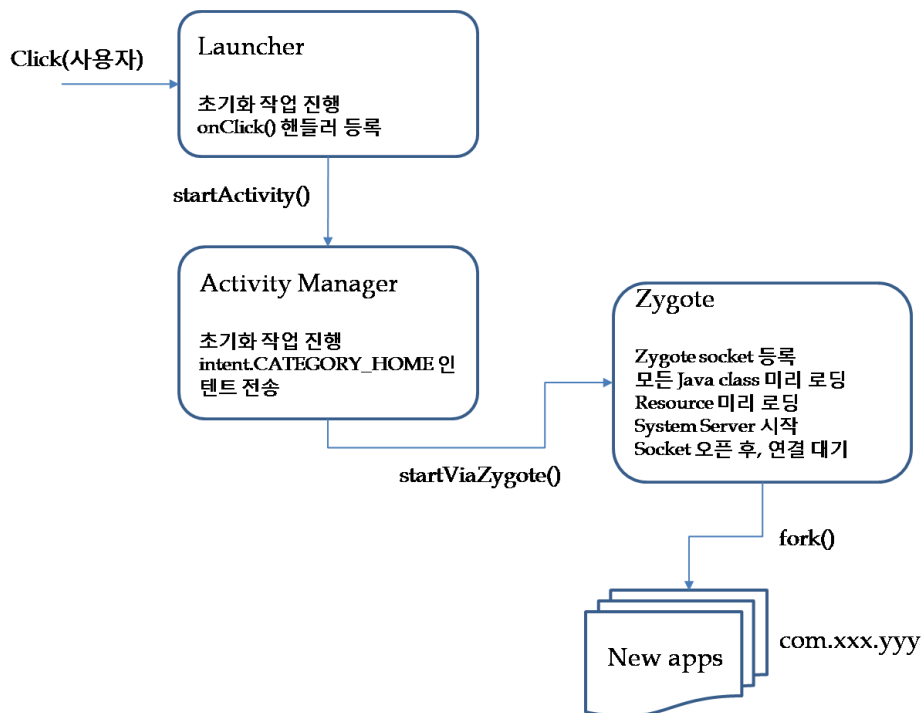 Click(사용자)
Launcher
초기화 작업 진행
onClick() 핸들러 등록
startActivity()
Activity Manager
초기화 작업 진행
intent.CATEGORY_HOME 인
텐트 전송
startViaZygote()
Zygote
Zygote socket 등록
모든 Java class 미리 로딩
Resource 미리 로딩
System Server 시작
Socket 오픈 후, 연결 대기
fork()
New apps
com.xxx.yyy